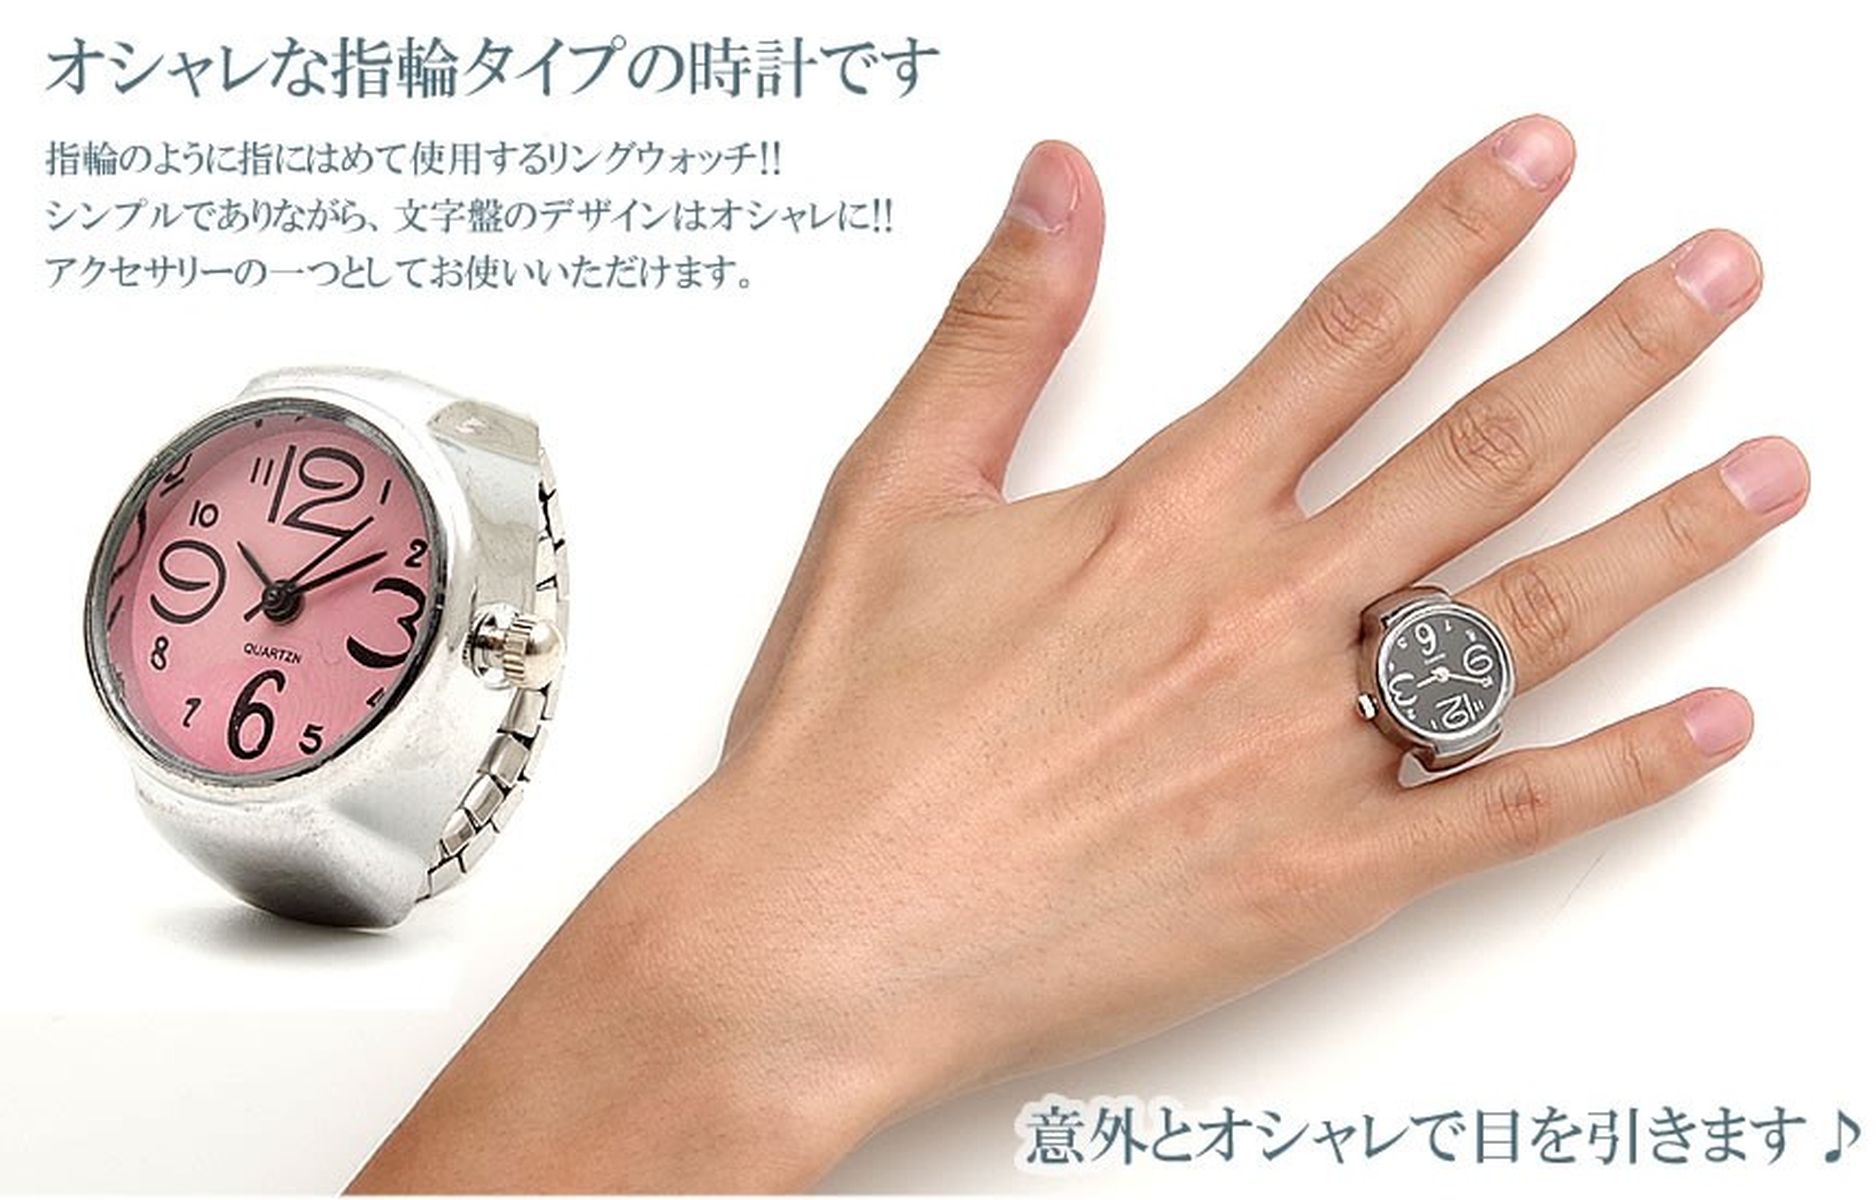 オシャレな指輪タイプの時計です
指輪のように指にはめて使用するリングウォッチ!!
シンプルでありながら、文字盤のデザインはオシャレに!!
アクセサリーの一つとしてお使いいただけます。
11 12 1
10 2
9 3
QUARTZN
8
7 6 5
6
9
3
12
意外とオシャレで目を引きます♪